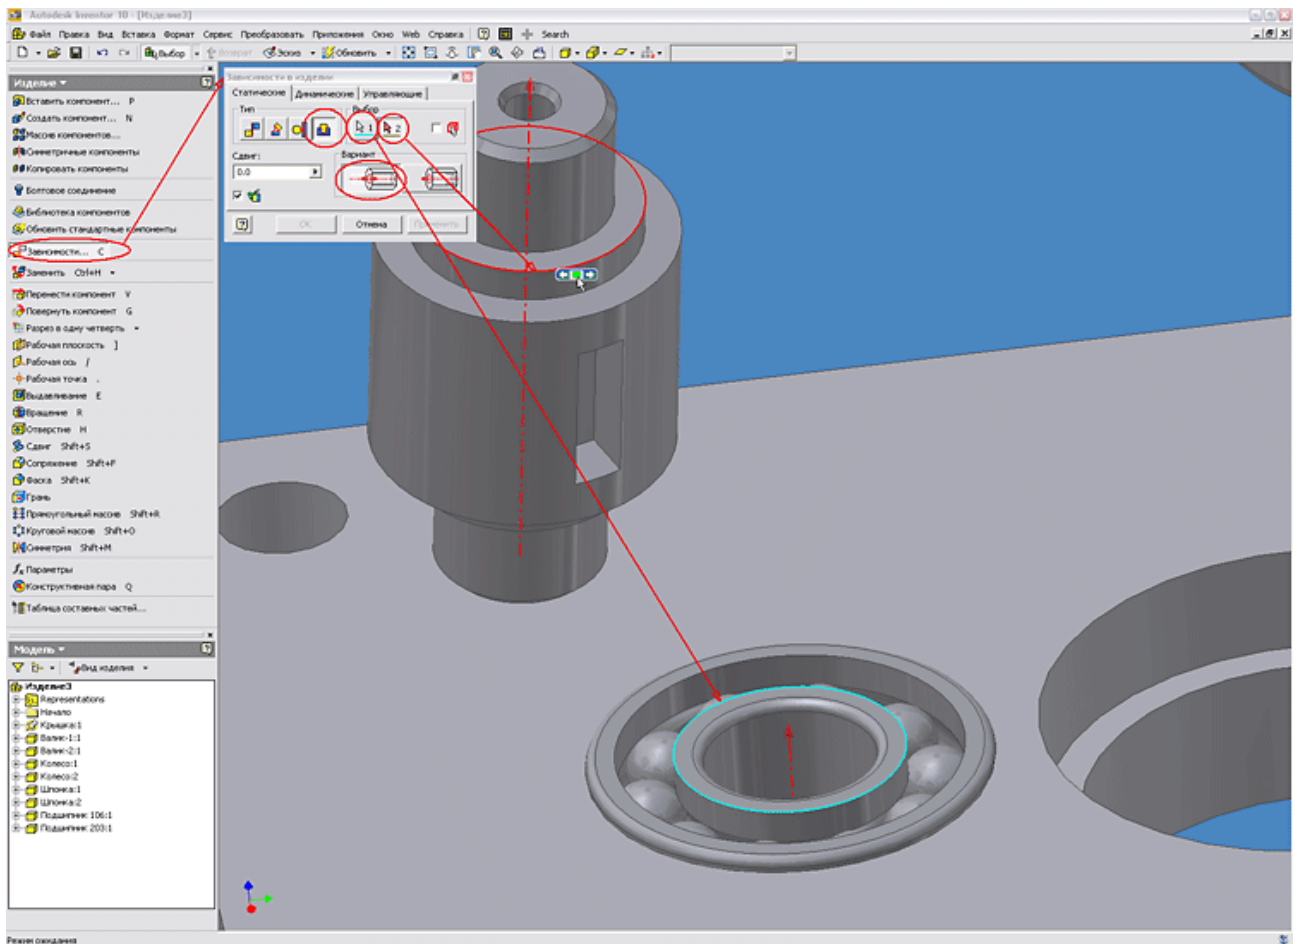 Autodesk Inventor 10 - [Изделие3]
Файл Правка Вид Вставка Формат Сервис Преобразовать Приложения Окно Web Справка Search
Выбор Возврат Эскиз Обновить
Изделие
Вставить компонент... P
Создать компонент... N
Массив компонентов...
Симметричные компоненты
Копировать компоненты
Болтовое соединение
Библиотека компонентов
Обновить стандартные компоненты
Зависимости... C
Заменить Ctrl+H
Перенести компонент V
Повернуть компонент G
Разрез в одну четверть
Рабочая плоскость ]
Рабочая ось /
Рабочая точка .
Выдавливание E
Вращение R
Отверстие H
Сдвиг Shift+S
Сопряжение Shift+F
Фаска Shift+K
Грань
Прямоугольный массив Shift+R
Круговой массив Shift+O
Симметрия Shift+M
Параметры
Конструктивная пара Q
Таблица составных частей...
Зависимости в изделии
Статические Динамические Управляющие
Тип Выбор
1 2
Сдвиг: Вариант
0.0
OK Отмена Применить
Модель
Вид изделия
Изделие3
Representations
Начало
Крышка:1
Валик-1:1
Валик-2:1
Колесо:1
Колесо:2
Шпонка:1
Шпонка:2
Подшипник 106:1
Подшипник 203:1
Режим ожидания